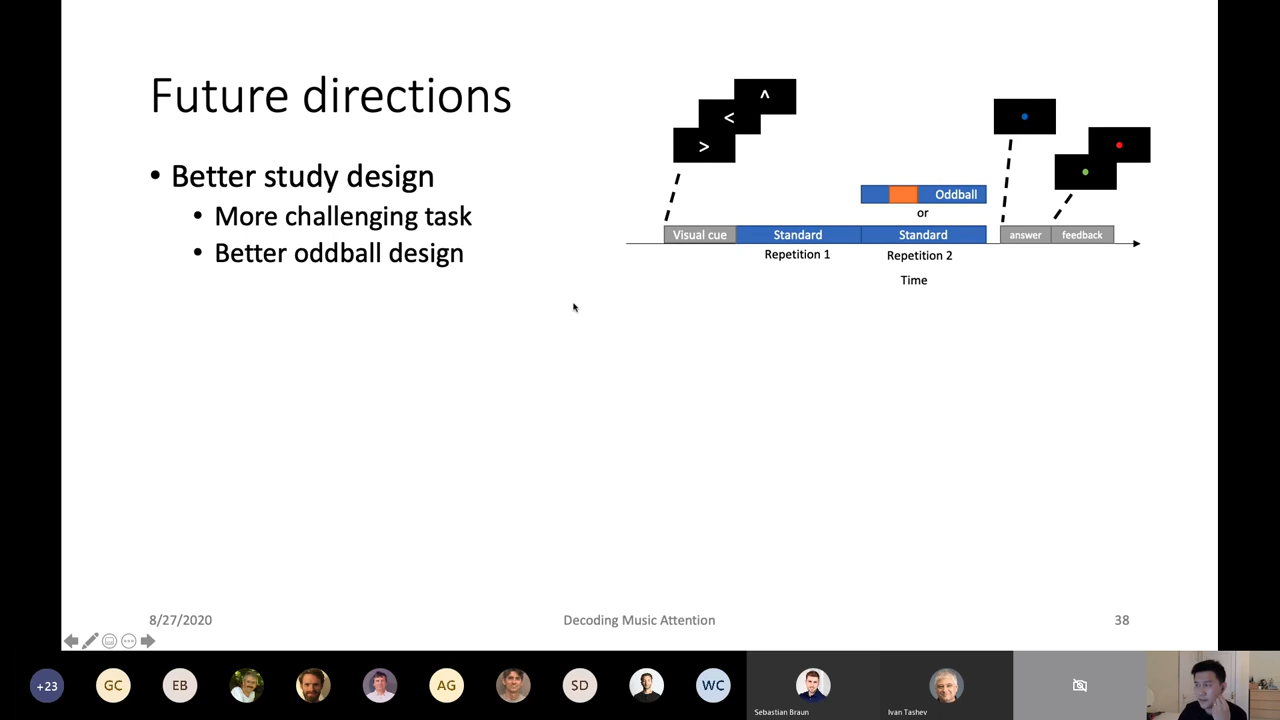 Future directions
• Better study design
• More challenging task
• Better oddball design
^
<
>
Oddball
or
Visual cue
Standard
Standard
answer
feedback
Repetition 1
Repetition 2
Time
8/27/2020
Decoding Music Attention
38
+23
GC
EB
AG
SD
WC
Sebastian Braun
Ivan Tashev